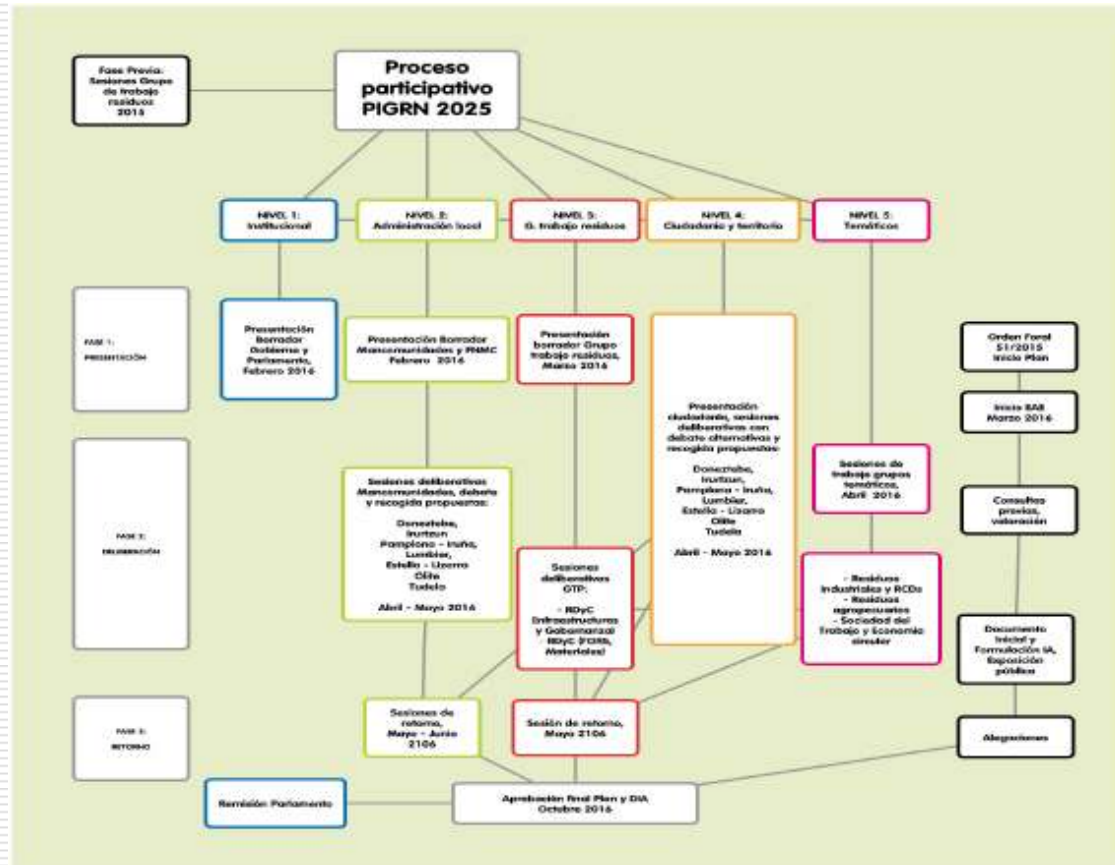 Fase Previa:
Sesiones Grupo
de trabajo
residuos
2015
Proceso
participativo
PIGRN 2025
NIVEL 1:
Institucional
NIVEL 2:
Administración local
NIVEL 3:
G. trabajo residuos
NIVEL 4:
Ciudadanía y territorio
NIVEL 5:
Temáticos
FASE 1:
PRESENTACIÓN
Presentación
Borrador
Gobierno y
Parlamento,
Febrero 2016
Presentación Borrador
Mancomunidades y FNMC
Febrero 2016
Presentación
borrador Grupo
trabajo residuos,
Marzo 2016
Presentación
ciudadanía, sesiones
deliberativas con
debate alternativas y
recogida propuestas:
Doneztebe,
Irurtzun,
Pamplona - Iruña,
Lumbier,
Estella - Lizarra
Olite
Tudela
Abril - Mayo 2016
Orden Foral
51/2015
Inicio Plan
Inicio EAE
Marzo 2016
FASE 2:
DELIBERACIÓN
Sesiones deliberativas
Mancomunidades, debate
y recogida propuestas:
Doneztebe,
Irurtzun
Pamplona - Iruña,
Lumbier,
Estella - Lizarra
Olite
Tudela
Abril - Mayo 2016
Sesiones
deliberativas
GTP:
- RDyC
(Infraestructuras
y Gobernanza)
- RDyC (FORS,
Materiales)
Sesiones de
trabajo grupos
temáticos,
Abril 2016
- Residuos
Industriales y RCDs
- Residuos
agropecuarios
- Sociedad del
Trabajo y Economía
circular
Consultas
previas,
valoración
Documento
Inicial y
Formulación IA,
Exposición
pública
FASE 3:
RETORNO
Sesiones de
retorno,
Mayo - Junio
2106
Sesión de retorno,
Mayo 2106
Alegaciones
Remisión Parlamento
Aprobación final Plan y DIA
Octubre 2016